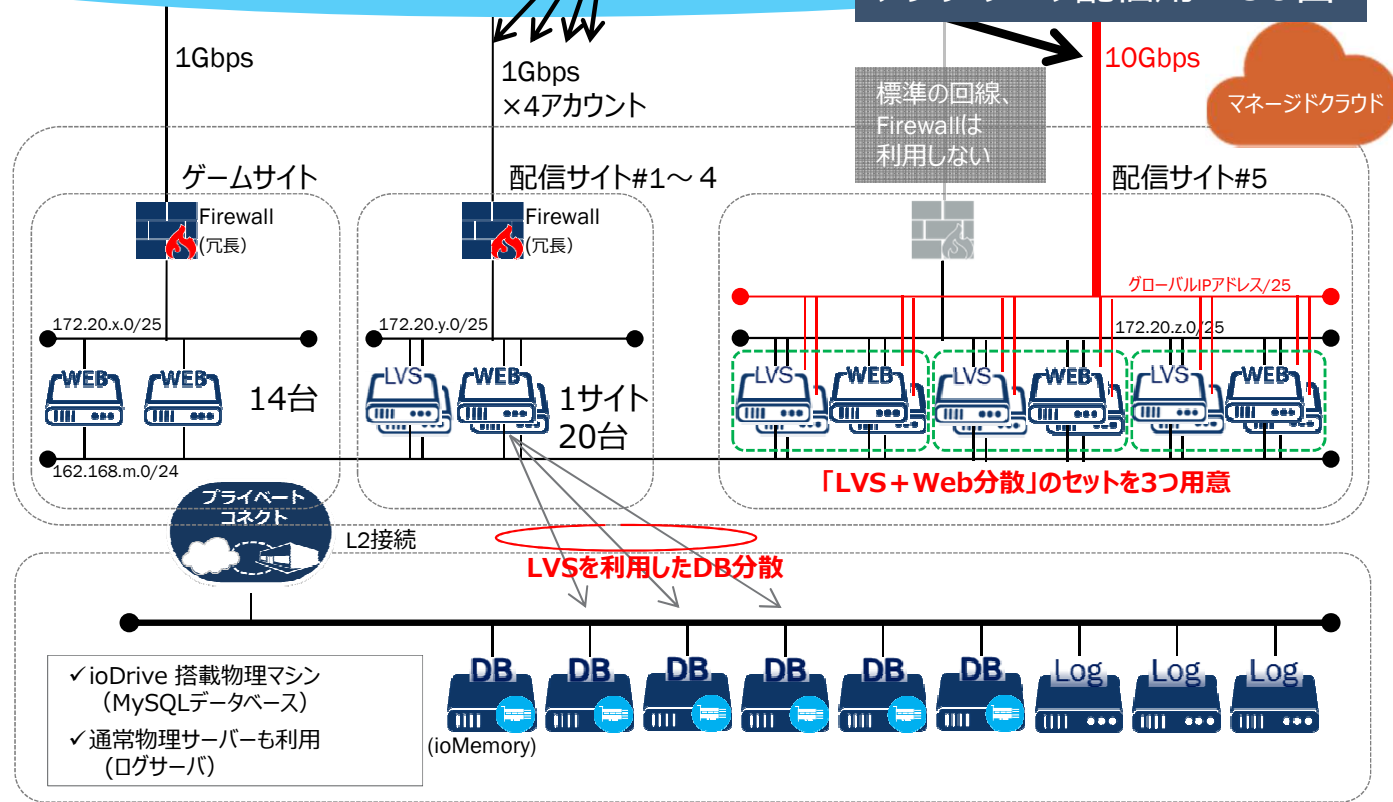 1Gbps
1Gbps
×4アカウント
標準の回線、
Firewallは
利用しない
10Gbps
マネージドクラウド
ゲームサイト
配信サイト#1～4
配信サイト#5
Firewall
(冗長)
Firewall
(冗長)
グローバルIPアドレス/25
172.20.x.0/25
172.20.y.0/25
172.20.z.0/25
WEB
WEB
14台
LVS
WEB
1サイト
20台
LVS
WEB
LVS
WEB
LVS
WEB
162.168.m.0/24
「LVS＋Web分散」のセットを3つ用意
プライベート
コネクト
L2接続
LVSを利用したDB分散
✓ioDrive 搭載物理マシン
（MySQLデータベース）
✓通常物理サーバーも利用
(ログサーバ）
DB
DB
DB
DB
DB
DB
Log
Log
Log
(ioMemory)